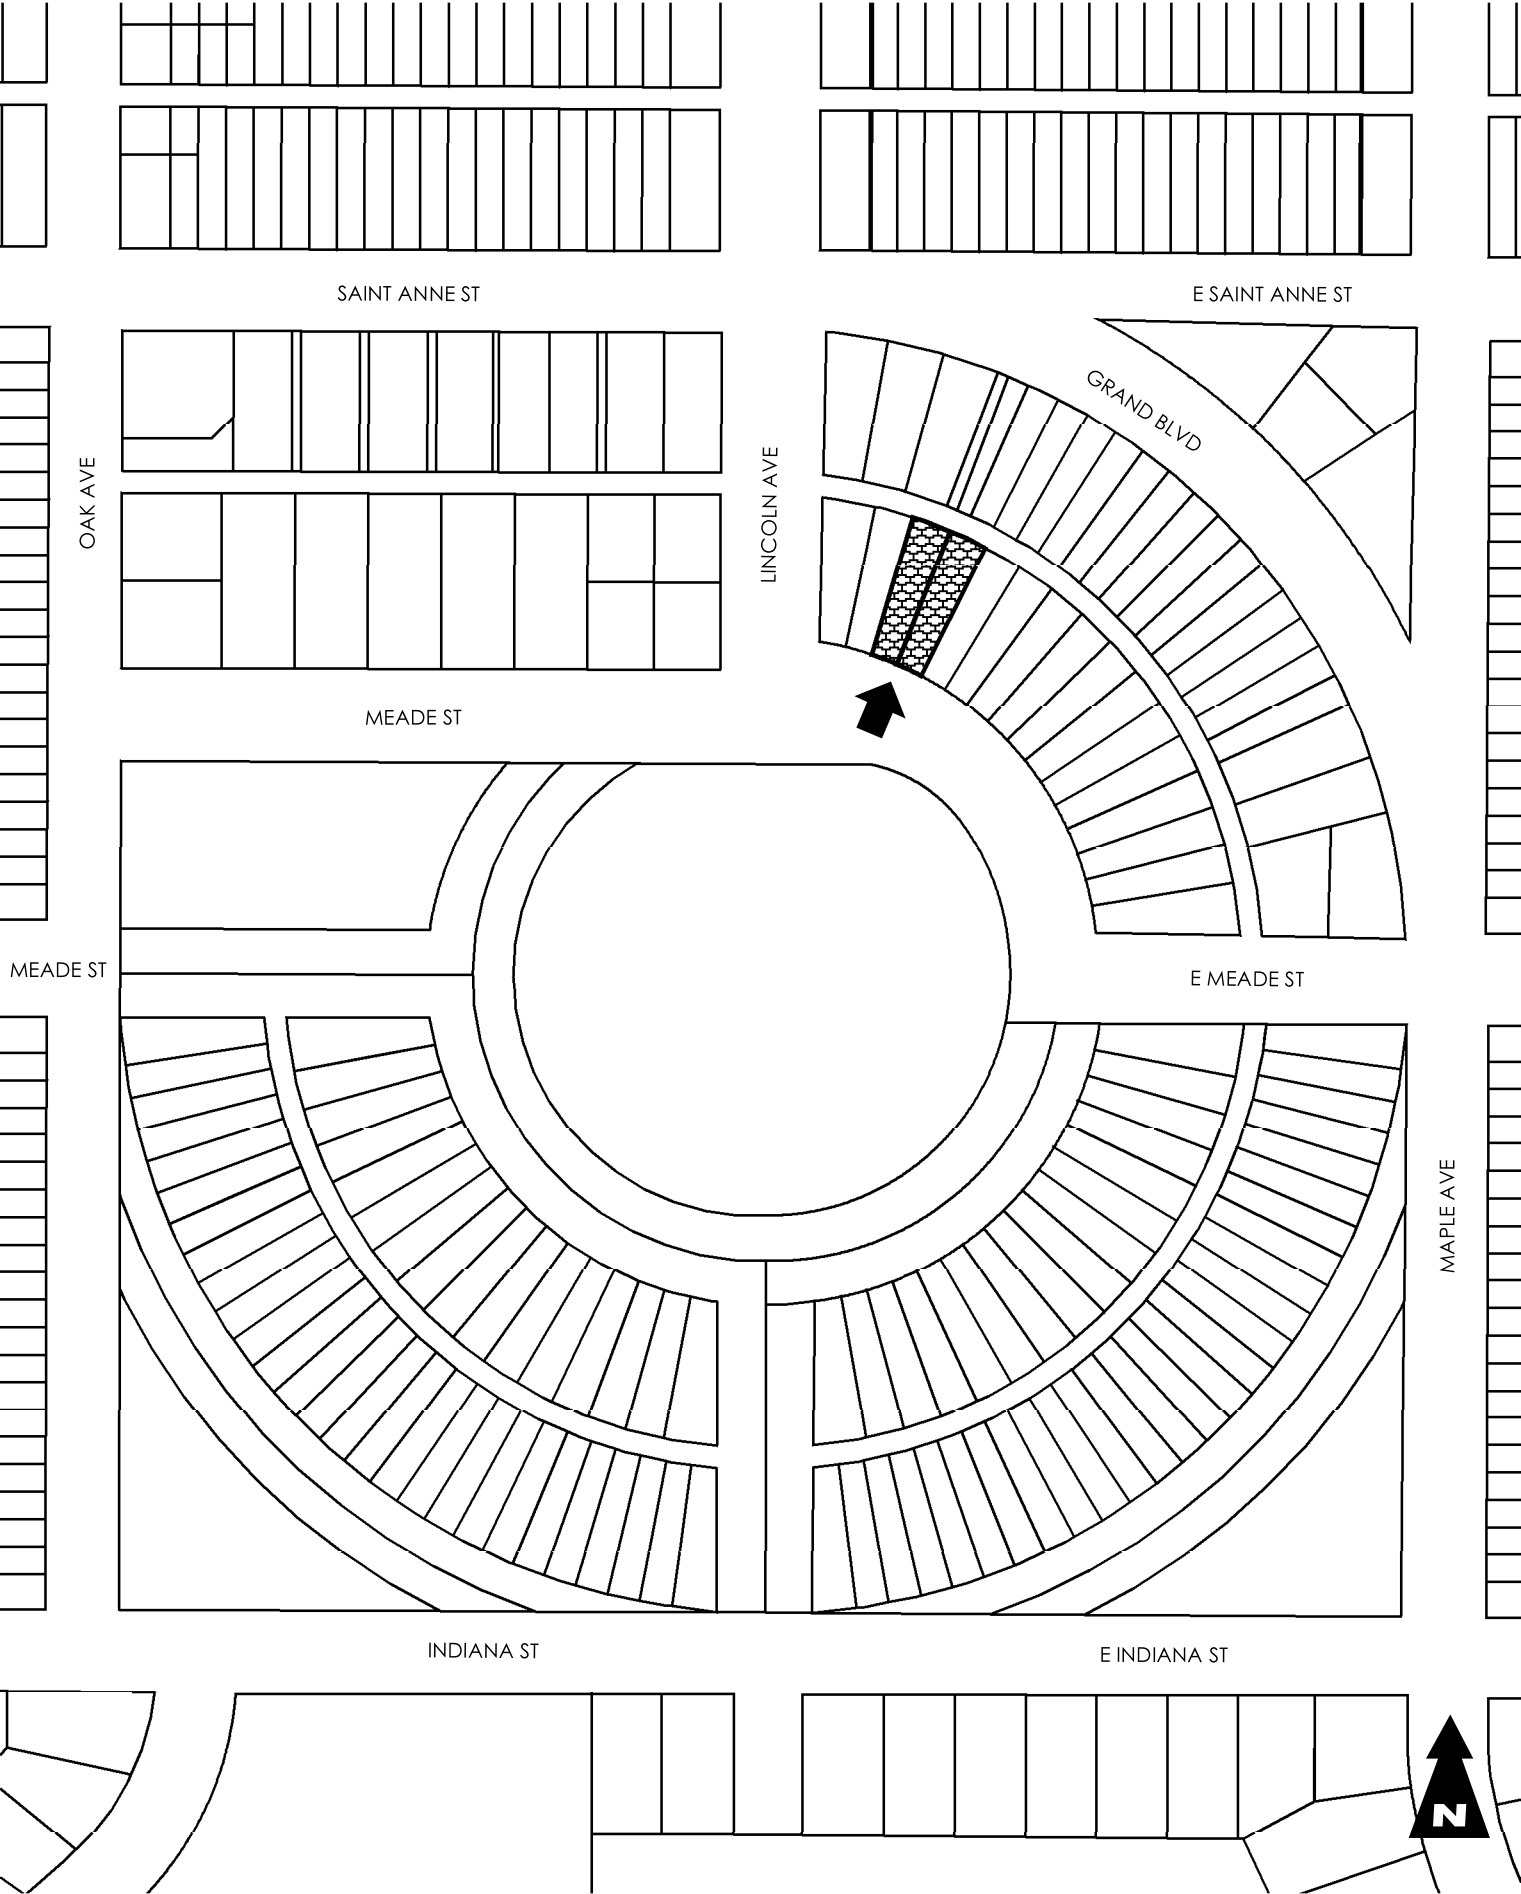 SAINT ANNE ST
E SAINT ANNE ST
GRAND BLVD
OAK AVE
LINCOLN AVE
MEADE ST
MEADE ST
E MEADE ST
MAPLE AVE
INDIANA ST
E INDIANA ST
N